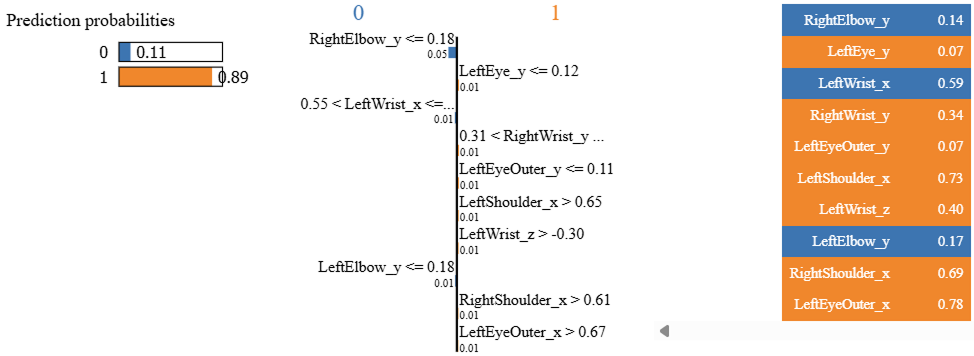 Prediction probabilities
0 0.11
1 0.89
0 1
RightElbow_y <= 0.18
0.05
LeftEye_y <= 0.12
0.01
0.55 < LeftWrist_x <=...
0.01
0.31 < RightWrist_y ...
0.01
LeftEyeOuter_y <= 0.11
0.01
LeftShoulder_x > 0.65
0.01
LeftWrist_z > -0.30
0.01
LeftElbow_y <= 0.18
0.01
RightShoulder_x > 0.61
0.01
LeftEyeOuter_x > 0.67
0.01
RightElbow_y 0.14
LeftEye_y 0.07
LeftWrist_x 0.59
RightWrist_y 0.34
LeftEyeOuter_y 0.07
LeftShoulder_x 0.73
LeftWrist_z 0.40
LeftElbow_y 0.17
RightShoulder_x 0.69
LeftEyeOuter_x 0.78